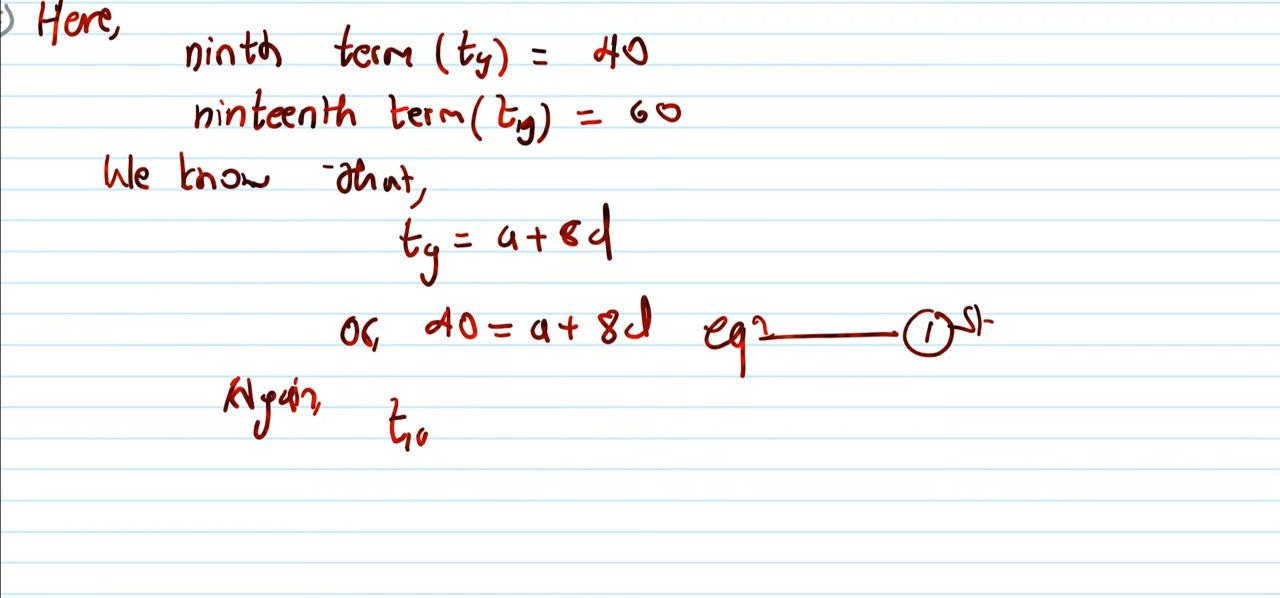 ) Here,
ninth term (t9) = 40
ninteenth term (t19) = 60
We know that,
t9 = a + 8d
or, 40 = a + 8d eqn —— ① st
Again, t19